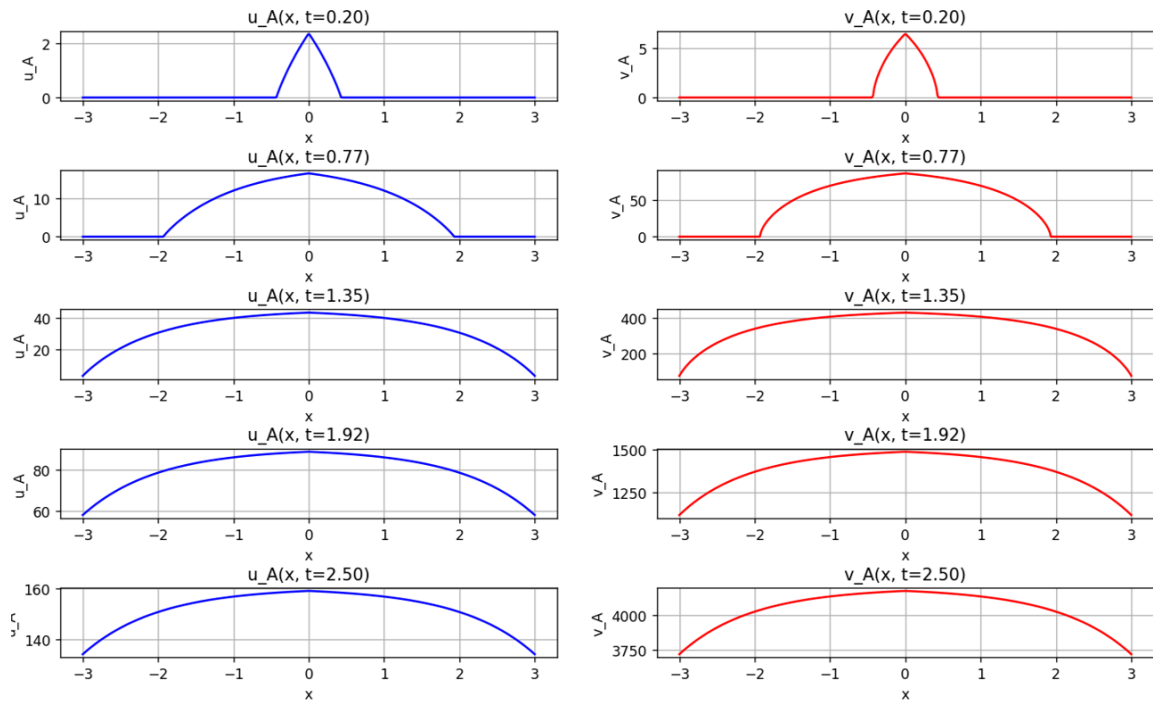 u_A(x, t=0.20)
v_A(x, t=0.20)
u_A
2
0
−3 −2 −1 0 1 2 3
x
v_A
5
0
−3 −2 −1 0 1 2 3
x
u_A(x, t=0.77)
v_A(x, t=0.77)
u_A
10
0
−3 −2 −1 0 1 2 3
x
v_A
50
0
−3 −2 −1 0 1 2 3
x
u_A(x, t=1.35)
v_A(x, t=1.35)
u_A
40
20
−3 −2 −1 0 1 2 3
x
v_A
400
200
−3 −2 −1 0 1 2 3
x
u_A(x, t=1.92)
v_A(x, t=1.92)
u_A
80
60
−3 −2 −1 0 1 2 3
x
v_A
1500
1250
−3 −2 −1 0 1 2 3
x
u_A(x, t=2.50)
v_A(x, t=2.50)
u_A
160
140
−3 −2 −1 0 1 2 3
x
v_A
4000
3750
−3 −2 −1 0 1 2 3
x